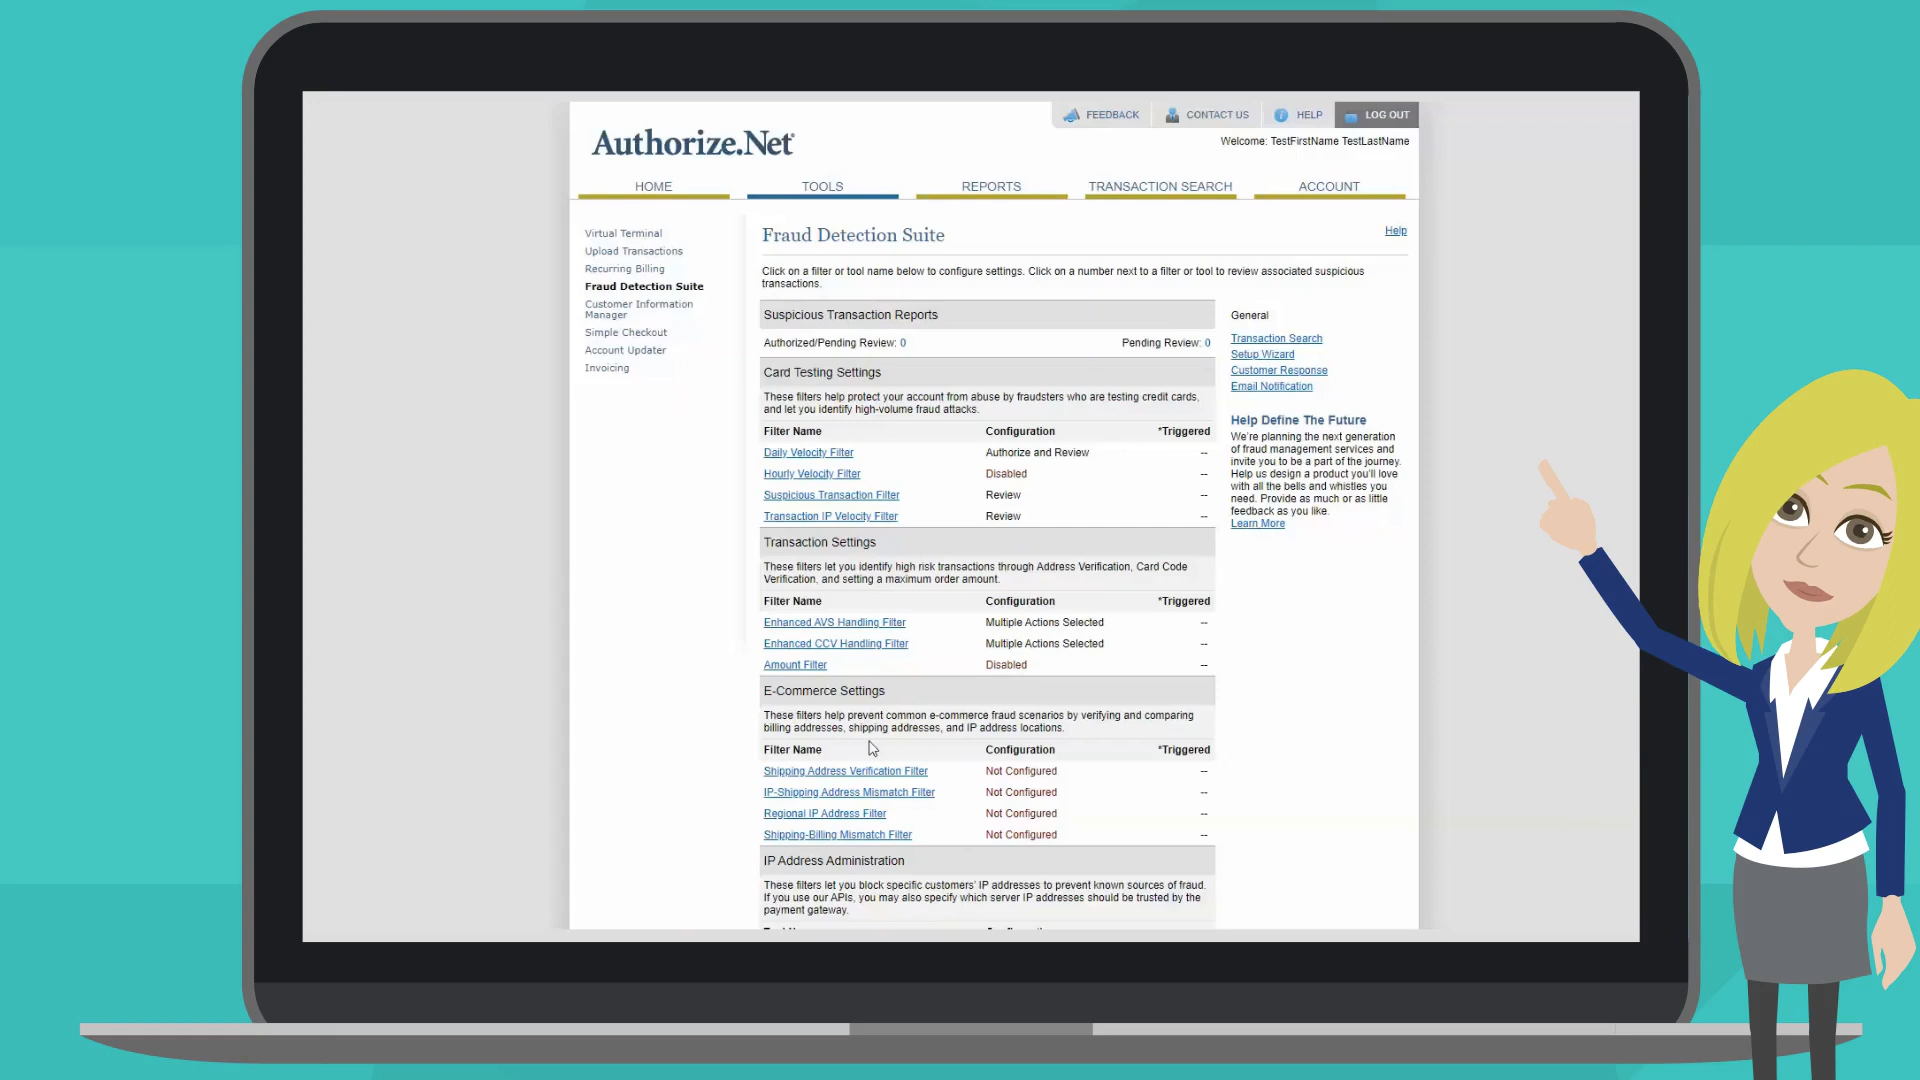 FEEDBACK
CONTACT US
HELP
LOG OUT
Authorize.Net
Welcome: TestFirstName TestLastName
HOME
TOOLS
REPORTS
TRANSACTION SEARCH
ACCOUNT
Virtual Terminal
Upload Transactions
Recurring Billing
Fraud Detection Suite
Customer Information
Manager
Simple Checkout
Account Updater
Invoicing
Fraud Detection Suite
Help
Click on a filter or tool name below to configure settings. Click on a number next to a filter or tool to review associated suspicious
transactions.
Suspicious Transaction Reports
Authorized/Pending Review: 0 Pending Review: 0
Card Testing Settings
These filters help protect your account from abuse by fraudsters who are testing credit cards,
and let you identify high-volume fraud attacks.
Filter Name Configuration *Triggered
Daily Velocity Filter Authorize and Review --
Hourly Velocity Filter Disabled --
Suspicious Transaction Filter Review --
Transaction IP Velocity Filter Review --
Transaction Settings
These filters let you identify high risk transactions through Address Verification, Card Code
Verification, and setting a maximum order amount.
Filter Name Configuration *Triggered
Enhanced AVS Handling Filter Multiple Actions Selected --
Enhanced CCV Handling Filter Multiple Actions Selected --
Amount Filter Disabled --
E-Commerce Settings
These filters help prevent common e-commerce fraud scenarios by verifying and comparing
billing addresses, shipping addresses, and IP address locations.
Filter Name Configuration *Triggered
Shipping Address Verification Filter Not Configured --
IP-Shipping Address Mismatch Filter Not Configured --
Regional IP Address Filter Not Configured --
Shipping-Billing Mismatch Filter Not Configured --
IP Address Administration
These filters let you block specific customers' IP addresses to prevent known sources of fraud.
If you use our APIs, you may also specify which server IP addresses should be trusted by the
payment gateway.
General
Transaction Search
Setup Wizard
Customer Response
Email Notification
Help Define The Future
We're planning the next generation
of fraud management services and
invite you to be a part of the journey.
Help us design a product you'll love
with all the bells and whistles you
need. Provide as much or as little
feedback as you like.
Learn More